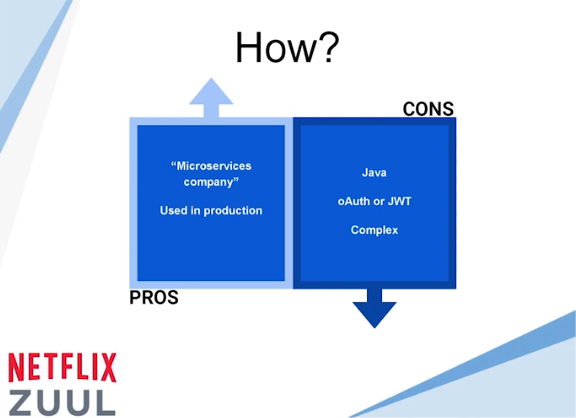 How?
CONS
“Microservices
company”
Used in production
Java
oAuth or JWT
Complex
PROS
NETFLIX
ZUUL